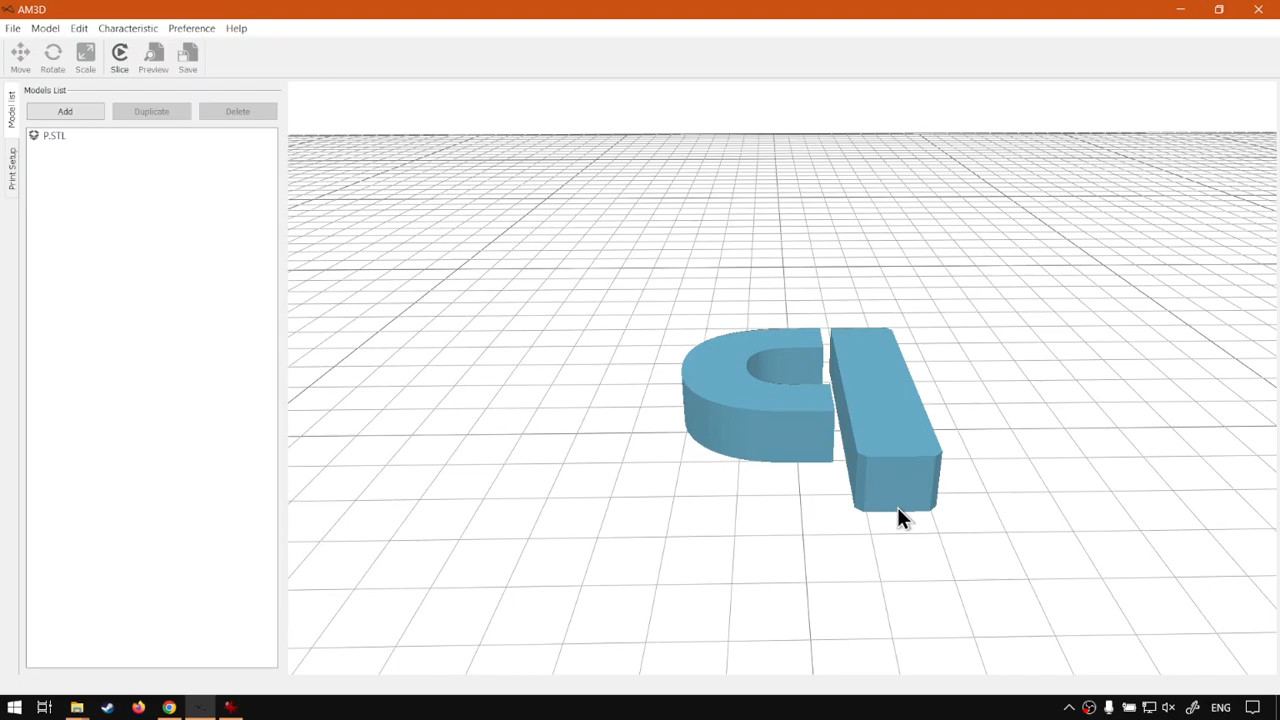 AM3D
File Model Edit Characteristic Preference Help
Move Rotate Scale Slice Preview Save
Models List
Add Duplicate Delete
P.STL
Model list
Print Setup
ENG